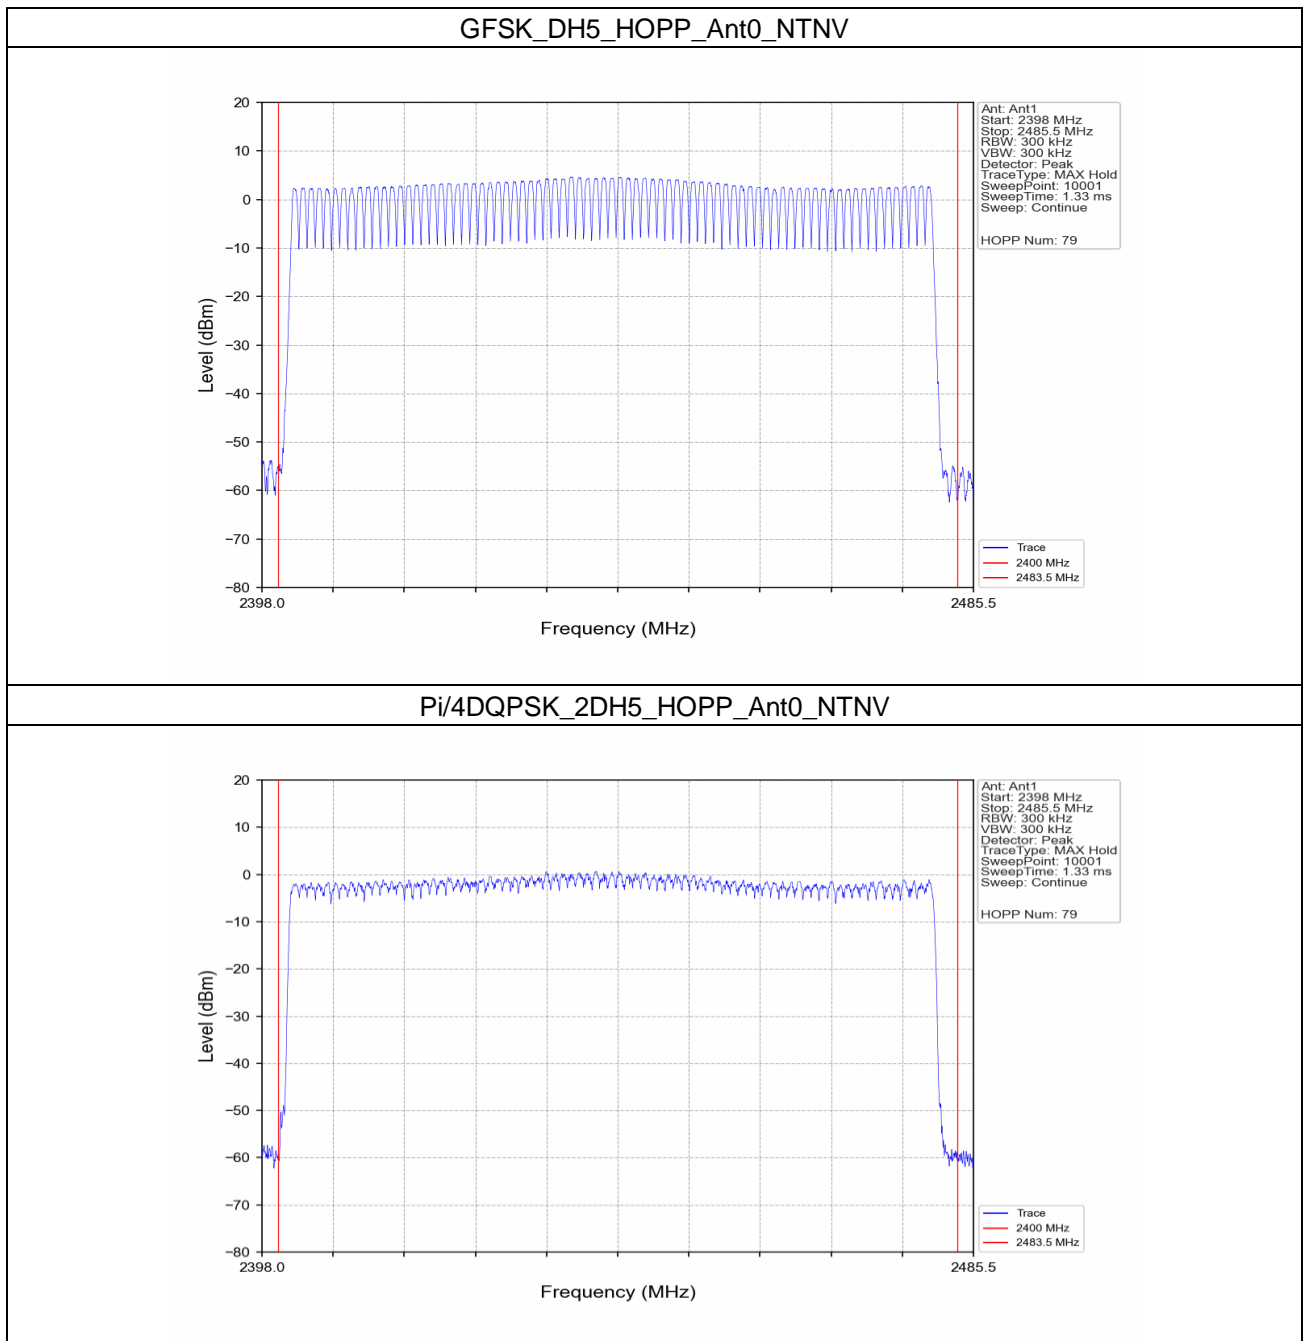 GFSK_DH5_HOPP_Ant0_NTNV
20
10
0
−10
−20
−30
−40
−50
−60
−70
−80
Level (dBm)
2398.0
2485.5
Frequency (MHz)
Ant: Ant1
Start: 2398 MHz
Stop: 2485.5 MHz
RBW: 300 kHz
VBW: 300 kHz
Detector: Peak
TraceType: MAX Hold
SweepPoint: 10001
SweepTime: 1.33 ms
Sweep: Continue
HOPP Num: 79
Trace
2400 MHz
2483.5 MHz
Pi/4DQPSK_2DH5_HOPP_Ant0_NTNV
20
10
0
−10
−20
−30
−40
−50
−60
−70
−80
Level (dBm)
2398.0
2485.5
Frequency (MHz)
Ant: Ant1
Start: 2398 MHz
Stop: 2485.5 MHz
RBW: 300 kHz
VBW: 300 kHz
Detector: Peak
TraceType: MAX Hold
SweepPoint: 10001
SweepTime: 1.33 ms
Sweep: Continue
HOPP Num: 79
Trace
2400 MHz
2483.5 MHz